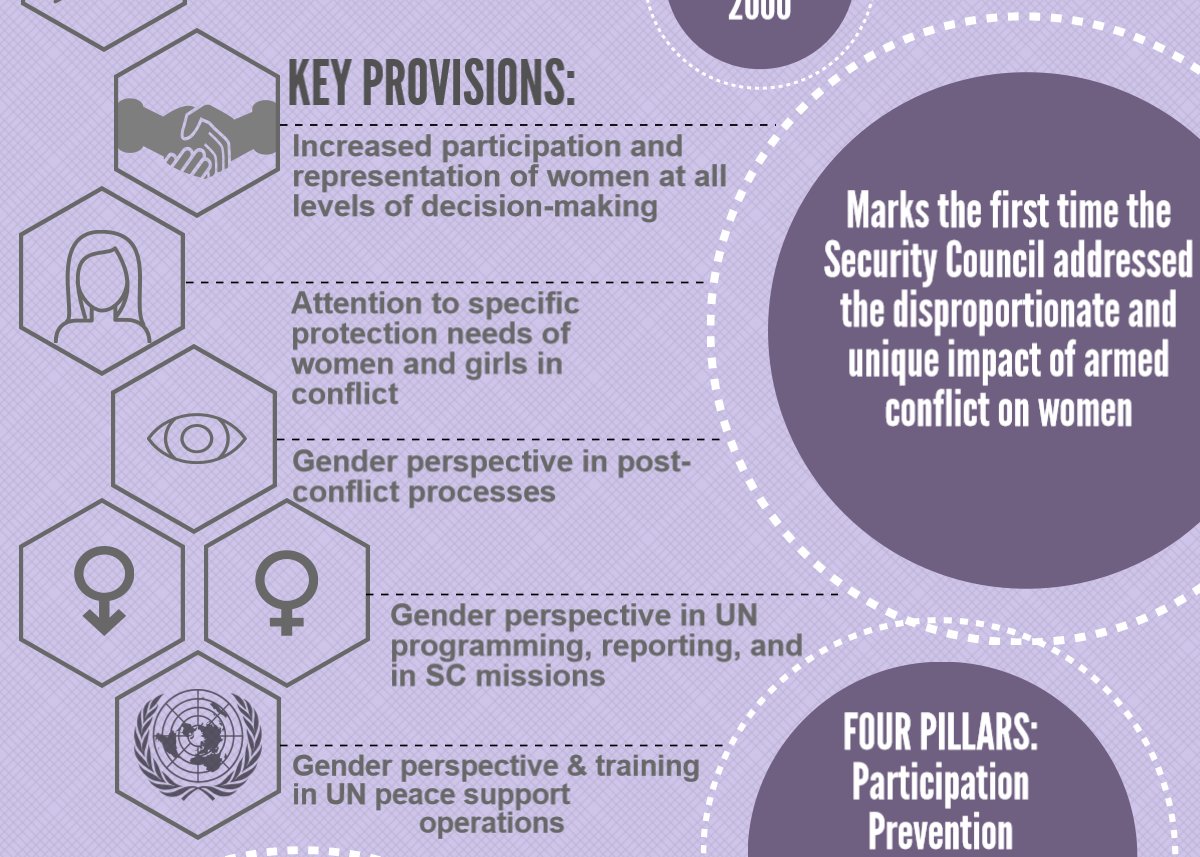 2000
KEY PROVISIONS:
Increased participation and
representation of women at all
levels of decision-making
Attention to specific
protection needs of
women and girls in
conflict
Gender perspective in post-
conflict processes
Gender perspective in UN
programming, reporting, and
in SC missions
Gender perspective & training
in UN peace support
operations
Marks the first time the
Security Council addressed
the disproportionate and
unique impact of armed
conflict on women
FOUR PILLARS:
Participation
Prevention